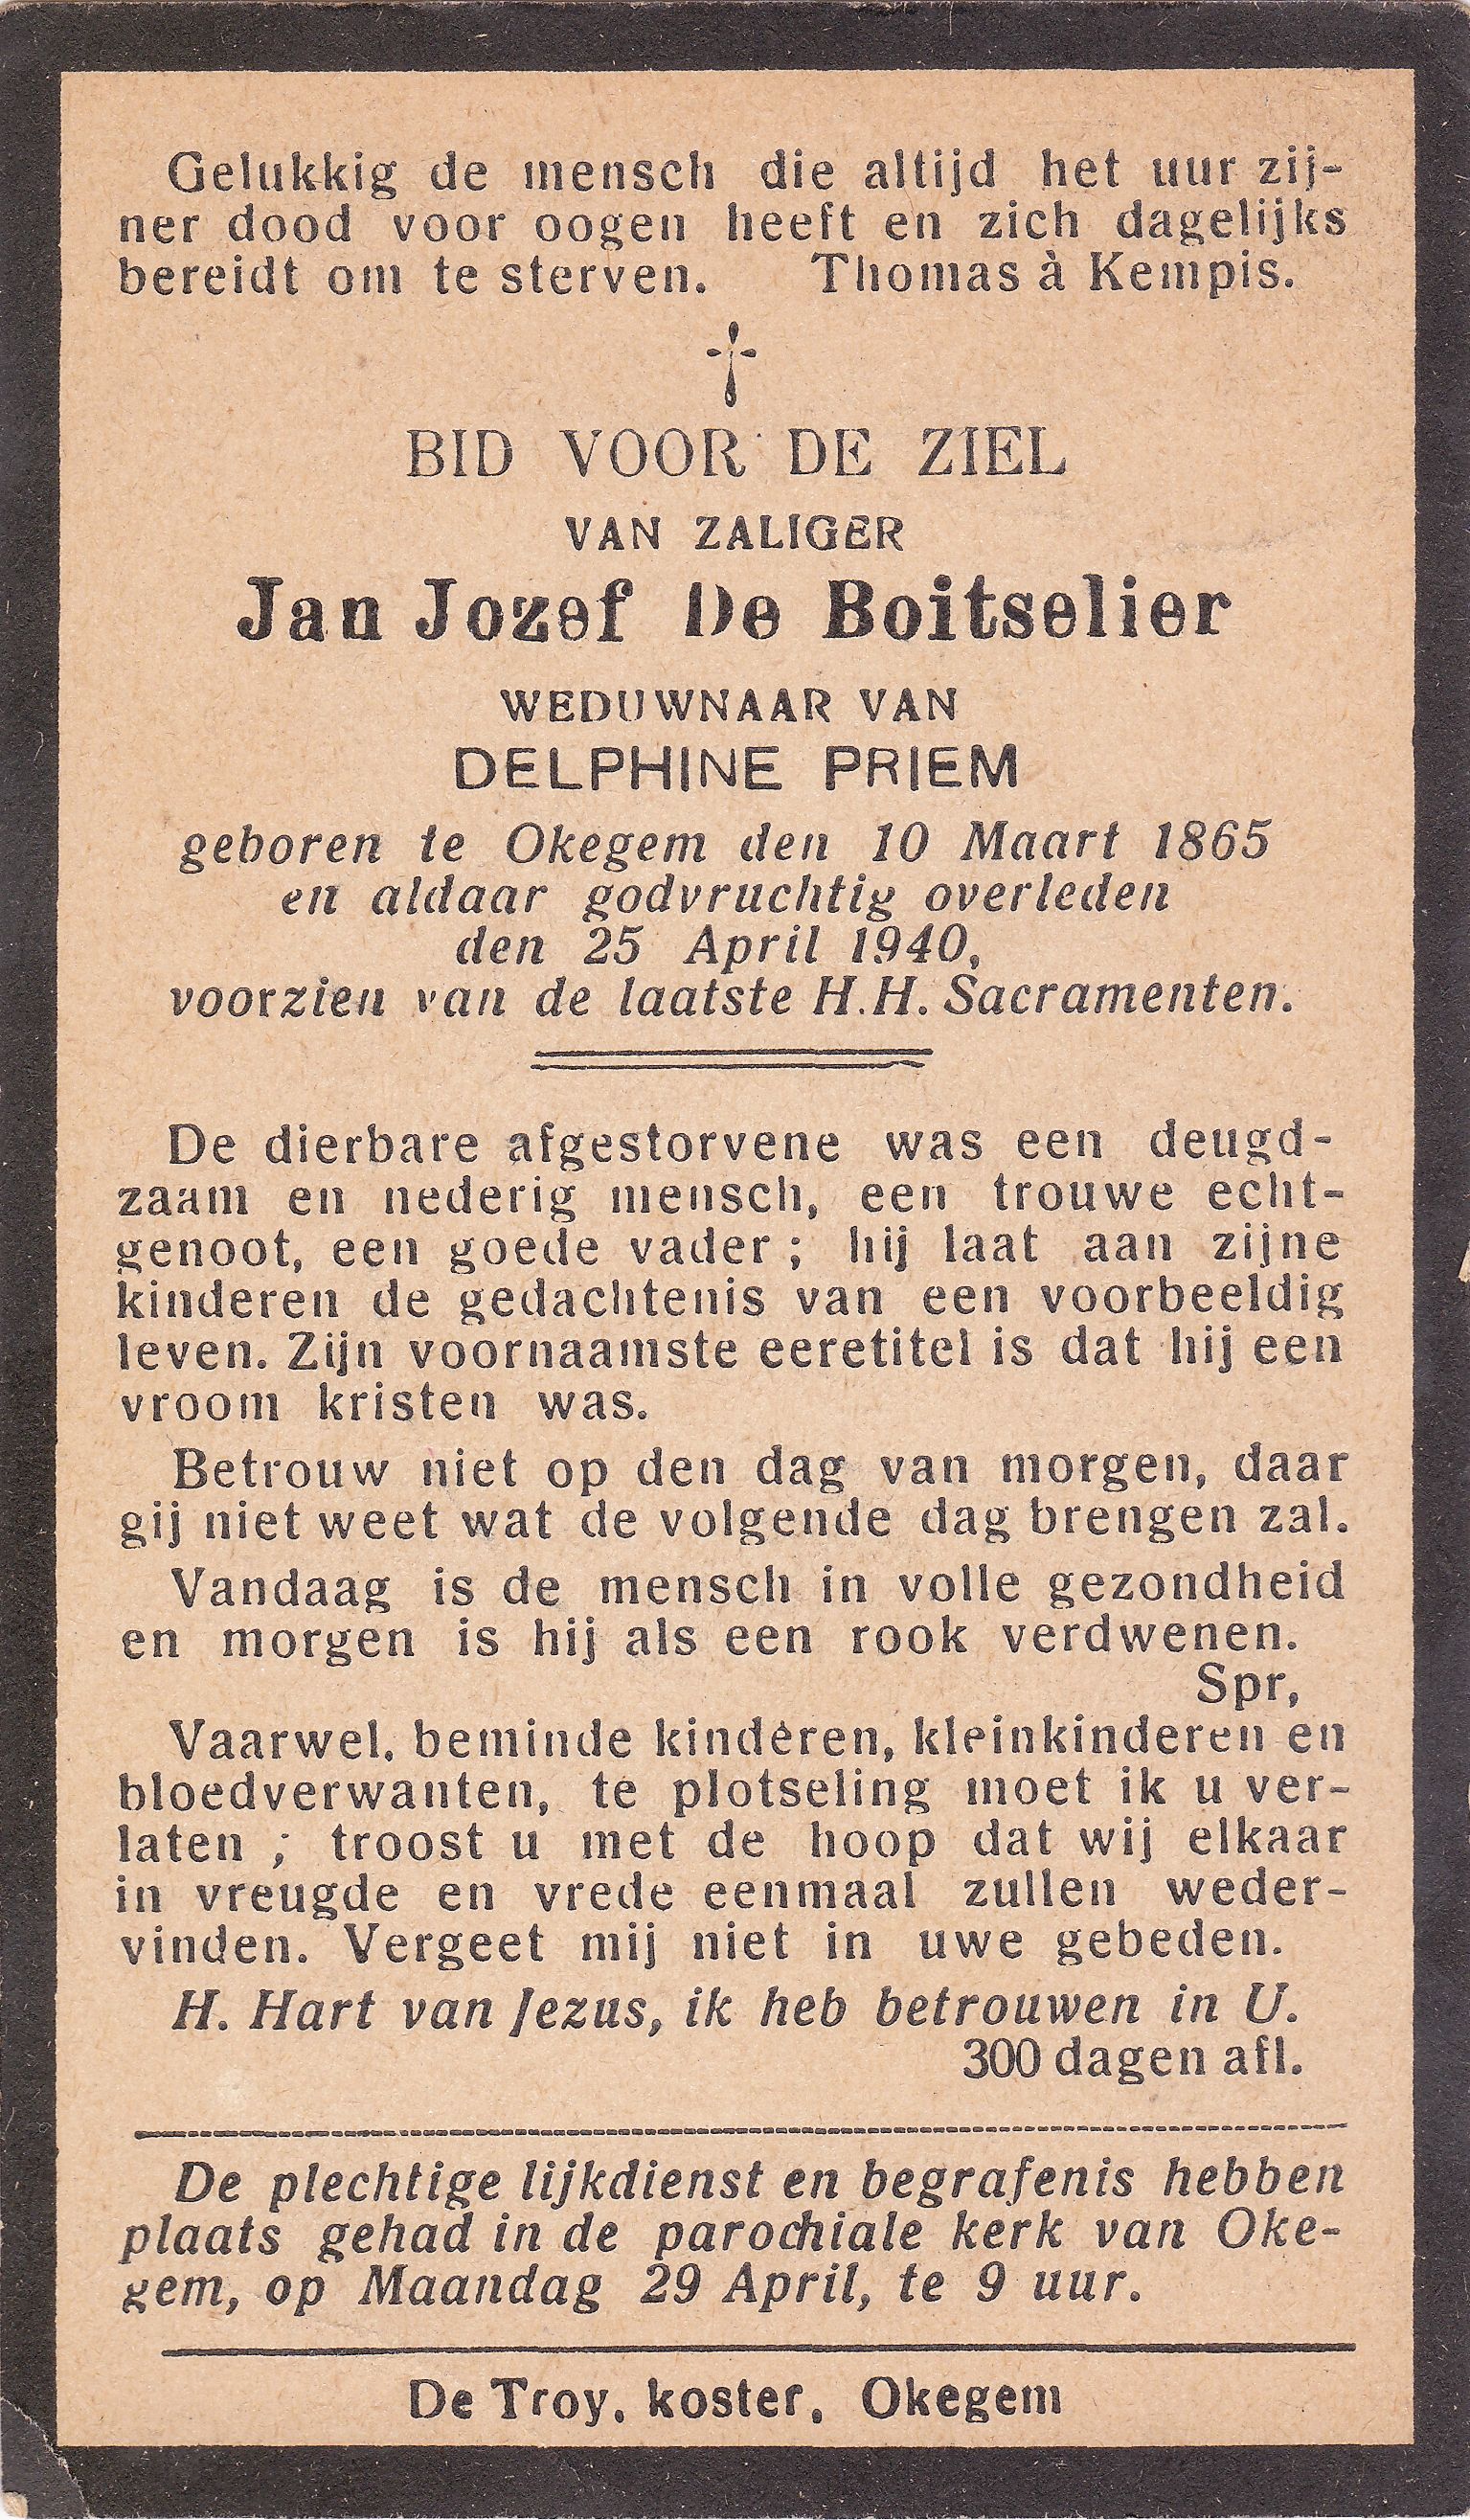 Gelukkig de mensch die altijd het uur zij-
ner dood voor oogen heeft en zich dagelijks
bereidt om te sterven. Thomas à Kempis.
BID VOOR DE ZIEL
VAN ZALIGER
Jan Jozef De Boitselier
WEDUWNAAR VAN
DELPHINE PRIEM
geboren te Okegem den 10 Maart 1865
en aldaar godvruchtig overleden
den 25 April 1940,
voorzien van de laatste H.H. Sacramenten.
De dierbare afgestorvene was een deugd-
zaam en nederig mensch, een trouwe echt-
genoot, een goede vader ; hij laat aan zijne
kinderen de gedachtenis van een voorbeeldig
leven. Zijn voornaamste eeretitel is dat hij een
vroom kristen was.
Betrouw niet op den dag van morgen, daar
gij niet weet wat de volgende dag brengen zal.
Vandaag is de mensch in volle gezondheid
en morgen is hij als een rook verdwenen.
Spr,
Vaarwel, beminde kinderen, kleinkinderen en
bloedverwanten, te plotseling moet ik u ver-
laten ; troost u met de hoop dat wij elkaar
in vreugde en vrede eenmaal zullen weder-
vinden. Vergeet mij niet in uwe gebeden.
H. Hart van Jezus, ik heb betrouwen in U.
300 dagen afl.
De plechtige lijkdienst en begrafenis hebben
plaats gehad in de parochiale kerk van Oke-
gem, op Maandag 29 April, te 9 uur.
De Troy, koster, Okegem